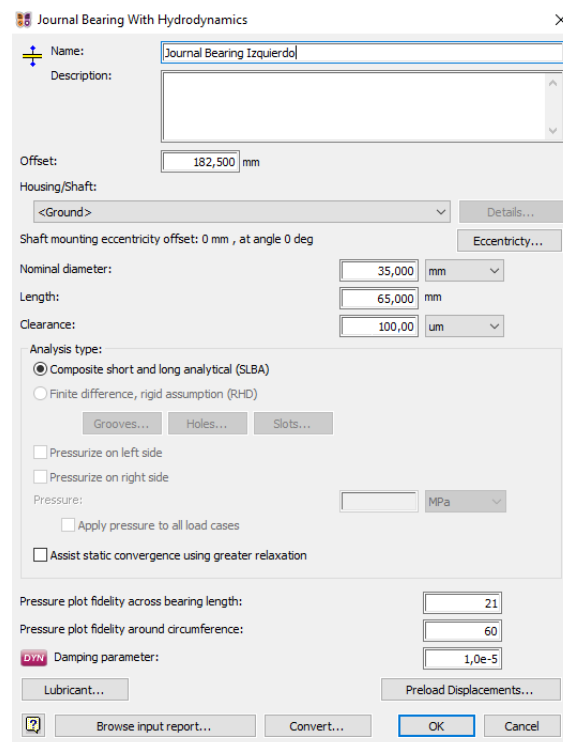 Journal Bearing With Hydrodynamics
Name: Journal Bearing Izquierdo
Description:
Offset: 182,500 mm
Housing/Shaft:
<Ground> Details...
Shaft mounting eccentricity offset: 0 mm , at angle 0 deg Eccentricty...
Nominal diameter: 35,000 mm
Length: 65,000 mm
Clearance: 100,00 um
Analysis type:
Composite short and long analytical (SLBA)
Finite difference, rigid assumption (RHD)
Grooves... Holes... Slots...
Pressurize on left side
Pressurize on right side
Pressure: MPa
Apply pressure to all load cases
Assist static convergence using greater relaxation
Pressure plot fidelity across bearing length: 21
Pressure plot fidelity around circumference: 60
DYN Damping parameter: 1,0e-5
Lubricant... Preload Displacements...
Browse input report... Convert... OK Cancel